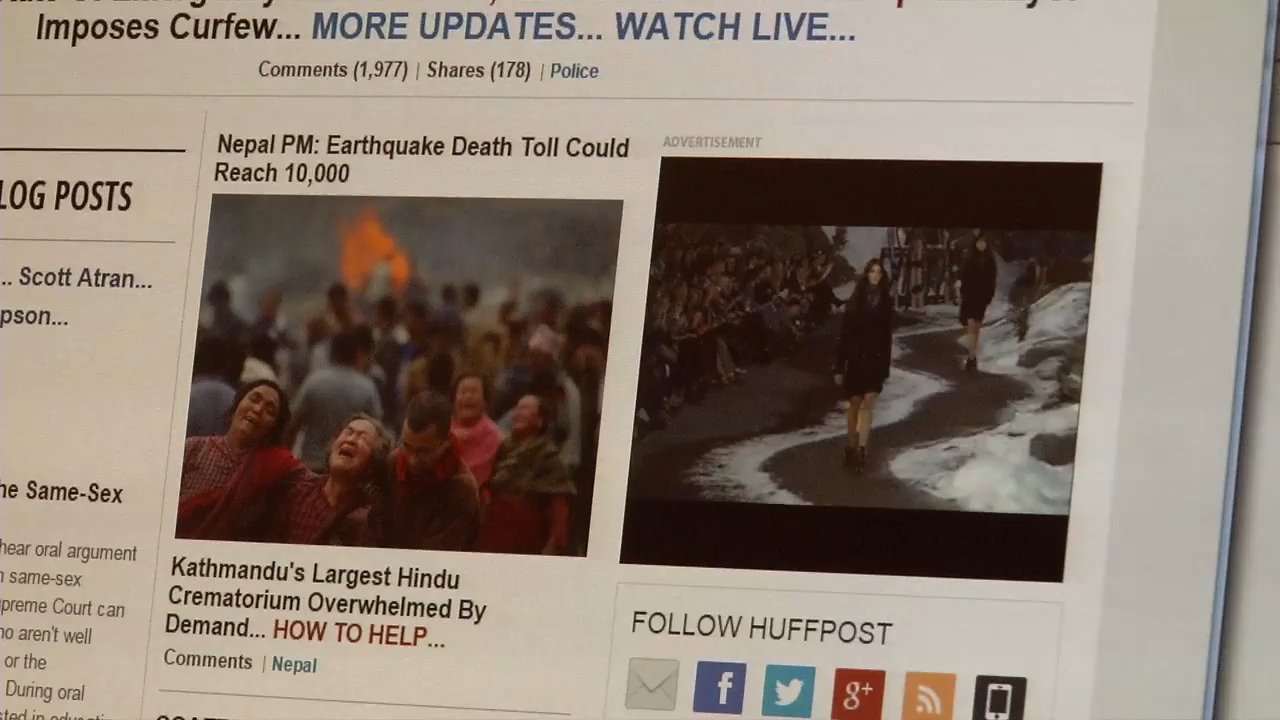 Imposes Curfew... MORE UPDATES... WATCH LIVE...
Comments (1,977) | Shares (178) | Police
LOG POSTS
.. Scott Atran...
pson...
he Same-Sex
hear oral argument
same-sex
preme Court can
who aren't well
or the
During oral
Nepal PM: Earthquake Death Toll Could
Reach 10,000
Kathmandu's Largest Hindu
Crematorium Overwhelmed By
Demand... HOW TO HELP...
Comments | Nepal
ADVERTISEMENT
FOLLOW HUFFPOST
f
g+